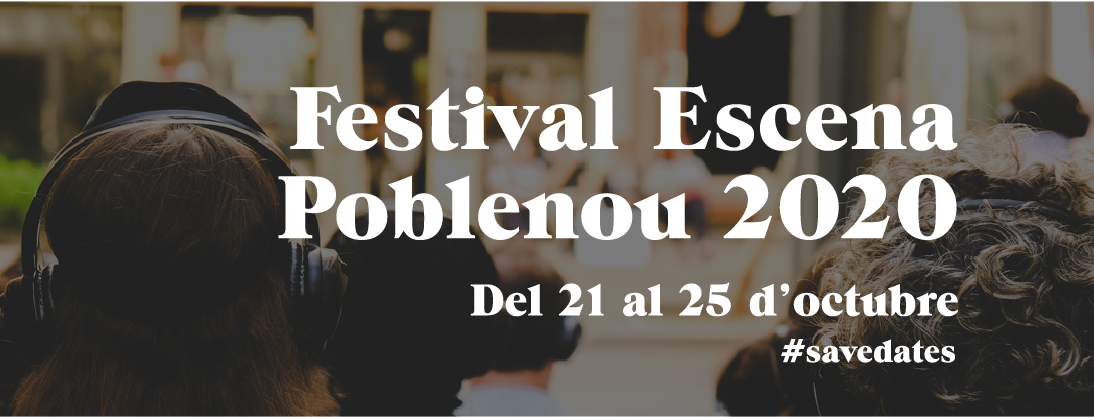 Festival Escena
Poblenou 2020
Del 21 al 25 d’octubre
#savedates